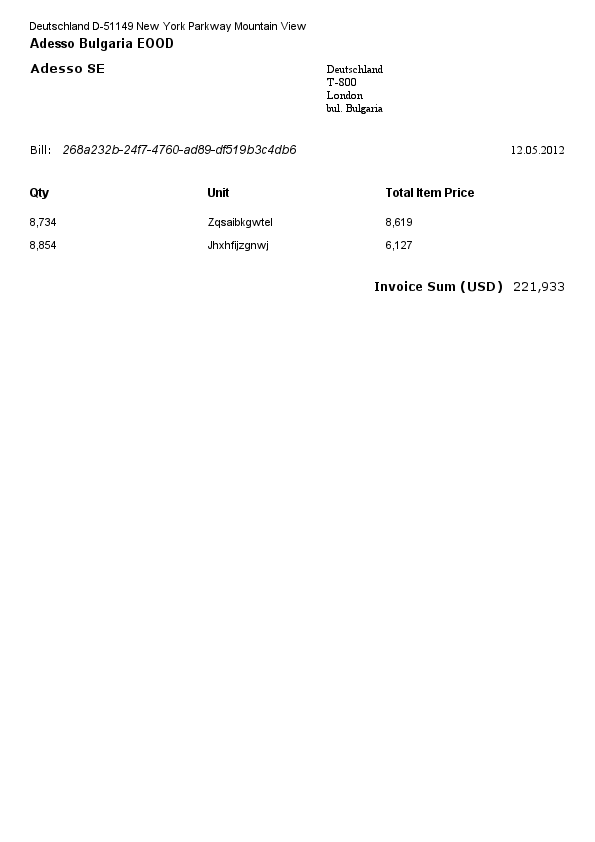 Deutschland D-51149 New York Parkway Mountain View
Adesso Bulgaria EOOD
Adesso SE
Deutschland
T-800
London
bul. Bulgaria
Bill: 268a232b-24f7-4760-ad89-df519b3c4db6 12.05.2012
Qty Unit Total Item Price
8,734 Zqsaibkgwtel 8,619
8,854 Jhxhfijzgnwj 6,127
Invoice Sum (USD) 221,933